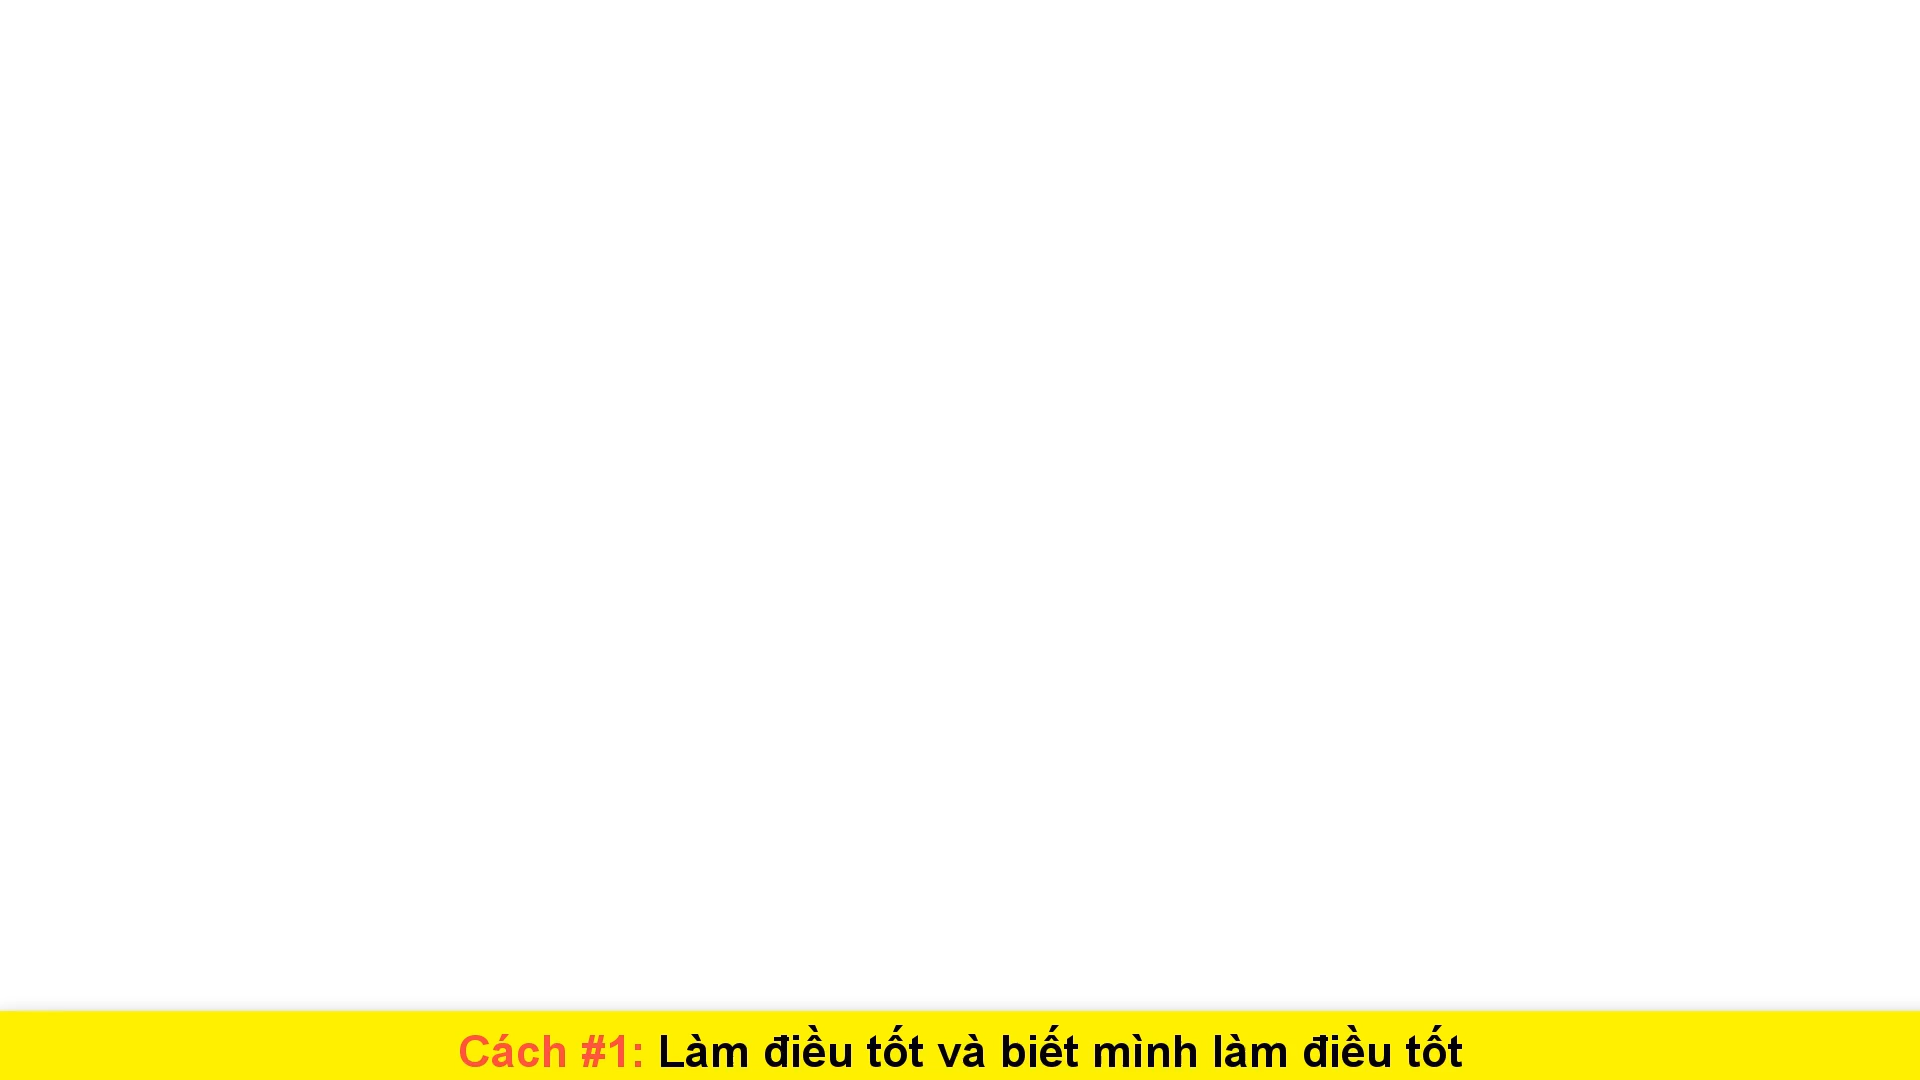 Cách #1: Làm điều tốt và biết mình làm điều tốt